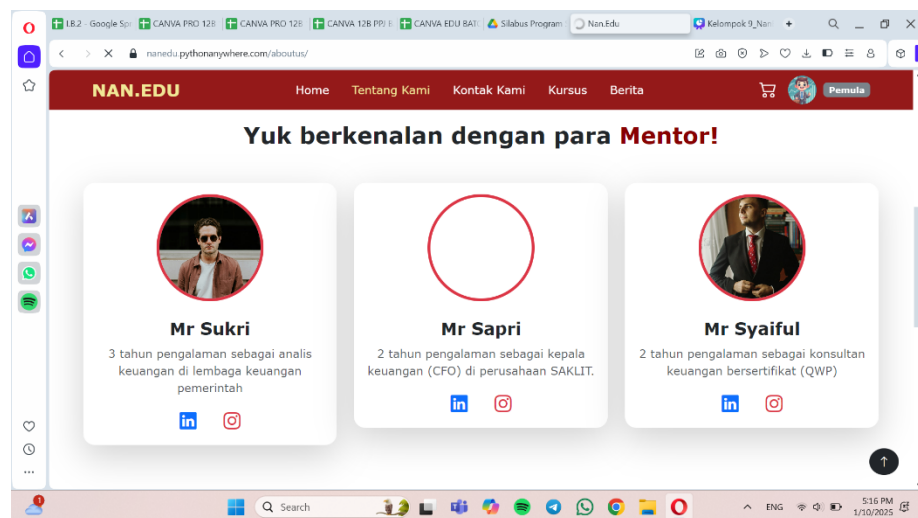 I.B.2 - Google Spr
CANVA PRO 12B
CANVA PRO 12B
CANVA 12B PPJ B
CANVA EDU BATC
Silabus Program
Nan.Edu
Kelompok 9_Nan
nanedu.pythonanywhere.com/aboutus/
NAN.EDU
Home
Tentang Kami
Kontak Kami
Kursus
Berita
Pemula
Yuk berkenalan dengan para Mentor!
Mr Sukri
3 tahun pengalaman sebagai analis
keuangan di lembaga keuangan
pemerintah
Mr Sapri
2 tahun pengalaman sebagai kepala
keuangan (CFO) di perusahaan SAKLIT.
Mr Syaiful
2 tahun pengalaman sebagai konsultan
keuangan bersertifikat (QWP)
1
Search
ENG
5:16 PM
1/10/2025